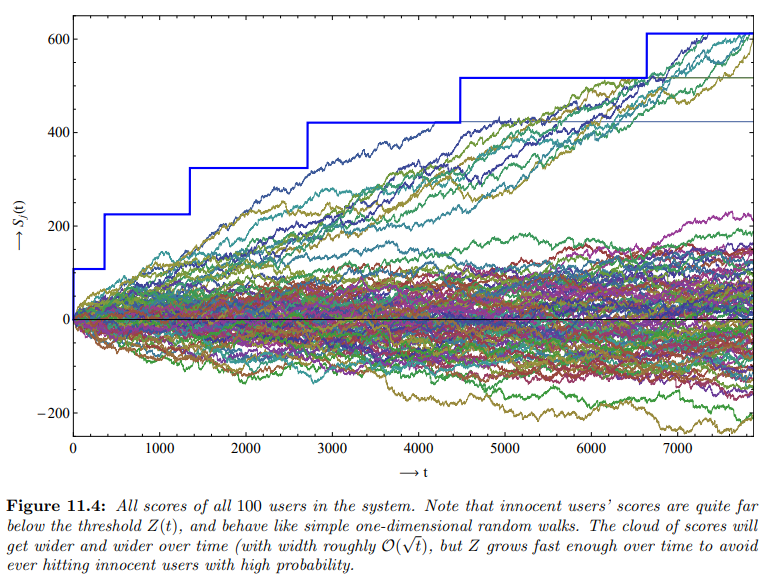 600
400
200
0
−200
⟶ Sj(t)
0 1000 2000 3000 4000 5000 6000 7000
⟶ t
Figure 11.4: All scores of all 100 users in the system. Note that innocent users' scores are quite far
below the threshold Z(t), and behave like simple one-dimensional random walks. The cloud of scores will
get wider and wider over time (with width roughly O(√t), but Z grows fast enough over time to avoid
ever hitting innocent users with high probability.